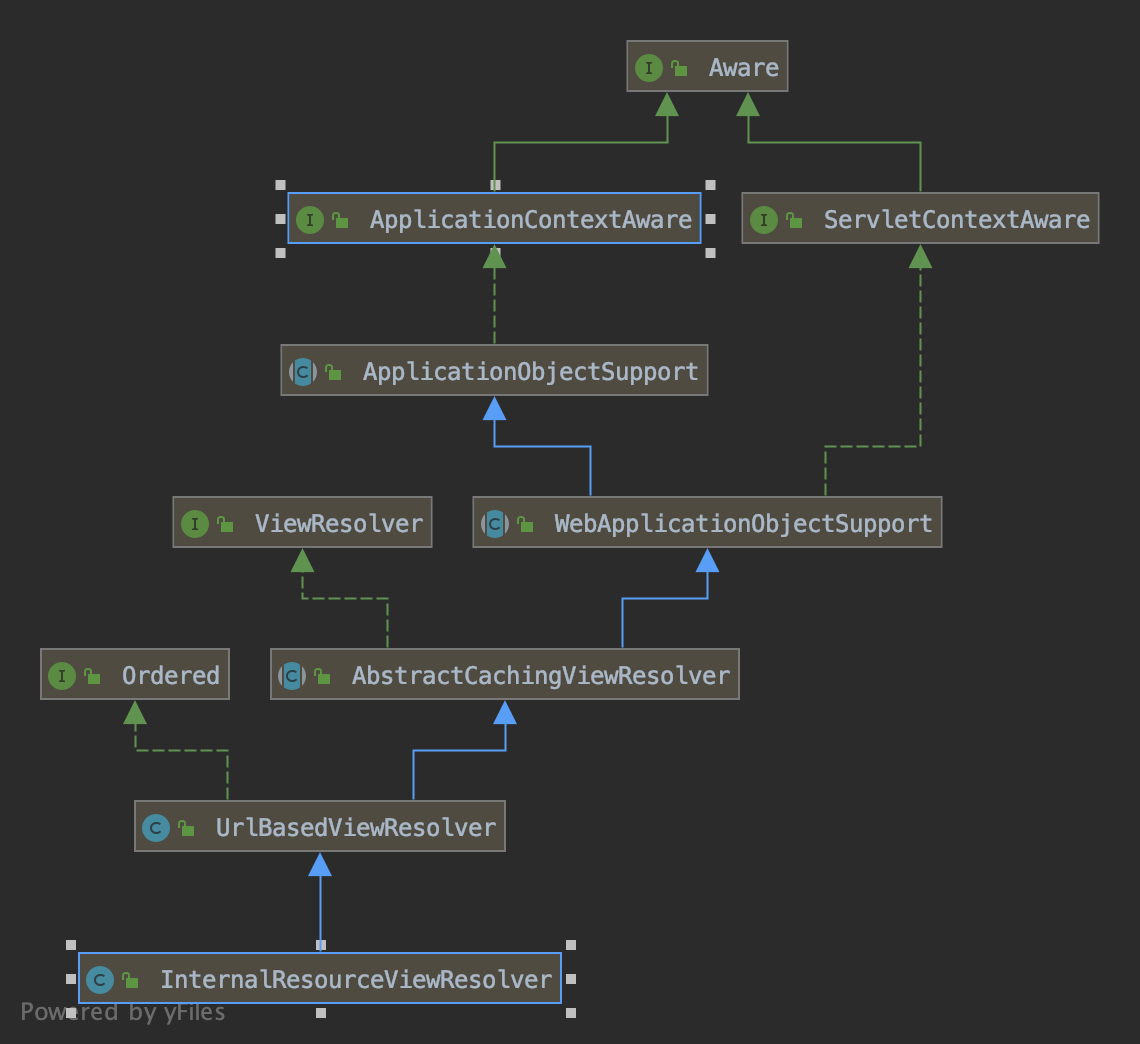 I Aware
I ApplicationContextAware
I ServletContextAware
C ApplicationObjectSupport
I ViewResolver
C WebApplicationObjectSupport
I Ordered
C AbstractCachingViewResolver
C UrlBasedViewResolver
C InternalResourceViewResolver
Powered by yFiles